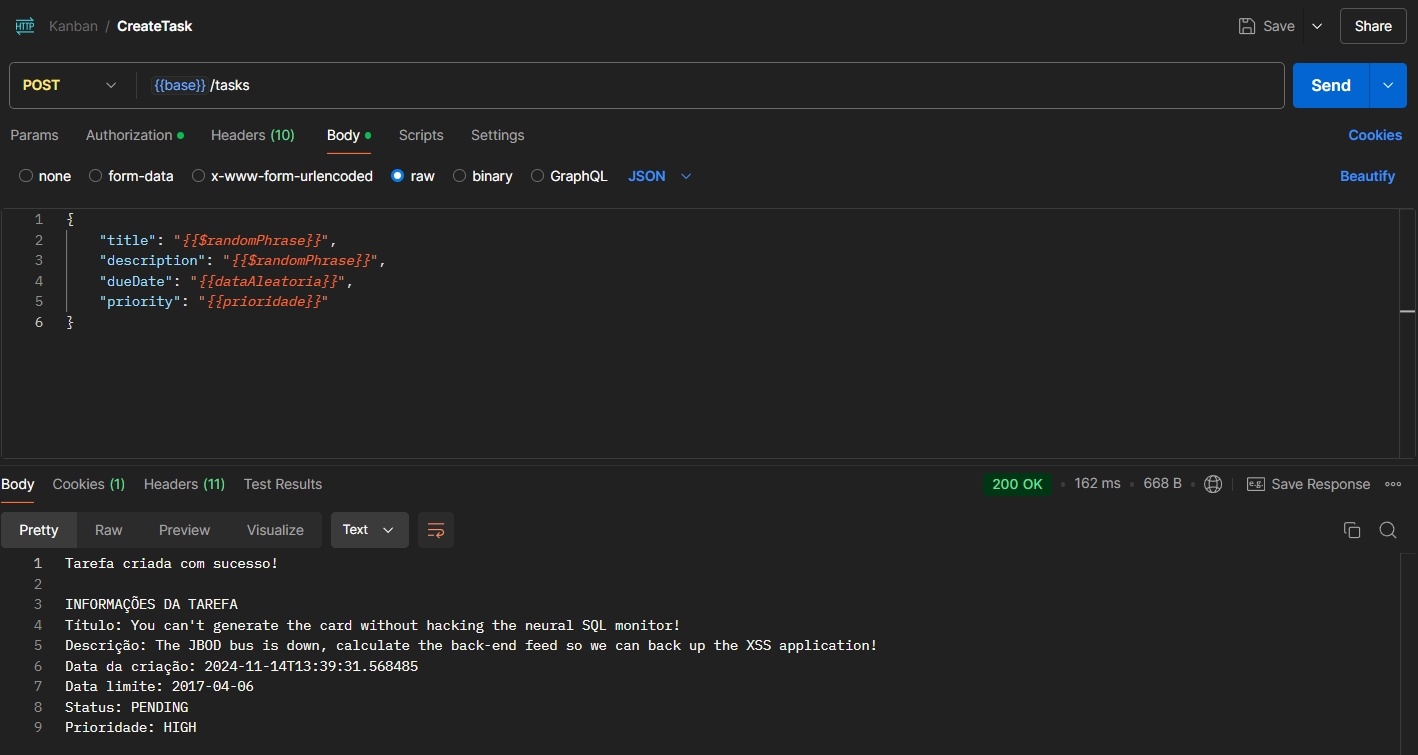 HTTP Kanban / CreateTask Save Share
POST {{base}} /tasks Send
Params Authorization Headers (10) Body Scripts Settings Cookies
none form-data x-www-form-urlencoded raw binary GraphQL JSON Beautify
1 {
2 "title": "{{$randomPhrase}}",
3 "description": "{{$randomPhrase}}",
4 "dueDate": "{{dataAleatoria}}",
5 "priority": "{{prioridade}}"
6 }
Body Cookies (1) Headers (11) Test Results 200 OK 162 ms 668 B e.g. Save Response
Pretty Raw Preview Visualize Text
1 Tarefa criada com sucesso!
2
3 INFORMAÇÕES DA TAREFA
4 Título: You can't generate the card without hacking the neural SQL monitor!
5 Descrição: The JBOD bus is down, calculate the back-end feed so we can back up the XSS application!
6 Data da criação: 2024-11-14T13:39:31.568485
7 Data limite: 2017-04-06
8 Status: PENDING
9 Prioridade: HIGH